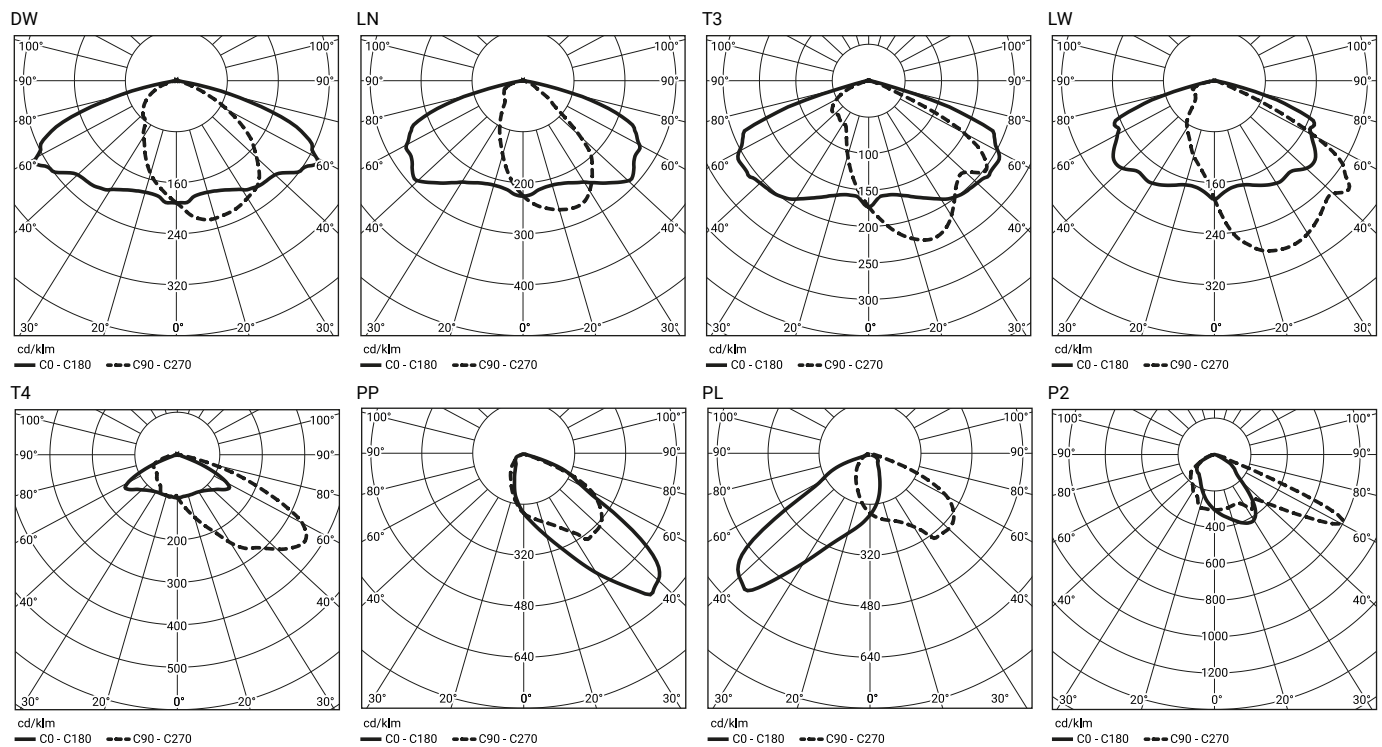 DW LN T3 LW
100° 100° 100° 100° 100° 100° 100° 100°
90° 90° 90° 90° 90° 90° 90° 90°
80° 80° 80° 80° 80° 80° 80° 80°
100
60° 60° 60° 60° 60° 60° 60° 60°
160 200 150 160
40° 40° 40° 40° 40° 40° 40° 40°
240 300 200 240
250
320 400 320
300
30° 20° 0° 20° 30° 30° 20° 0° 20° 30° 30° 20° 0° 20° 30° 30° 20° 0° 20° 30°
cd/klm cd/klm cd/klm cd/klm
C0 - C180 C90 - C270 C0 - C180 C90 - C270 C0 - C180 C90 - C270 C0 - C180 C90 - C270
T4 PP PL P2
100° 100° 100° 100° 100° 100° 100° 100°
90° 90° 90° 90° 90° 90° 90° 90°
80° 80° 80° 80° 80° 80° 80° 80°
400
60° 60° 60° 60° 60° 60° 60° 60°
200 320 320
600
300
40° 40° 40° 40° 40° 40° 40° 40°
480 480 800
400
1000
500 640 640
1200
30° 20° 0° 20° 30° 30° 20° 0° 20° 30° 30° 20° 0° 20° 30° 30° 20° 0° 20° 30°
cd/klm cd/klm cd/klm cd/klm
C0 - C180 C90 - C270 C0 - C180 C90 - C270 C0 - C180 C90 - C270 C0 - C180 C90 - C270